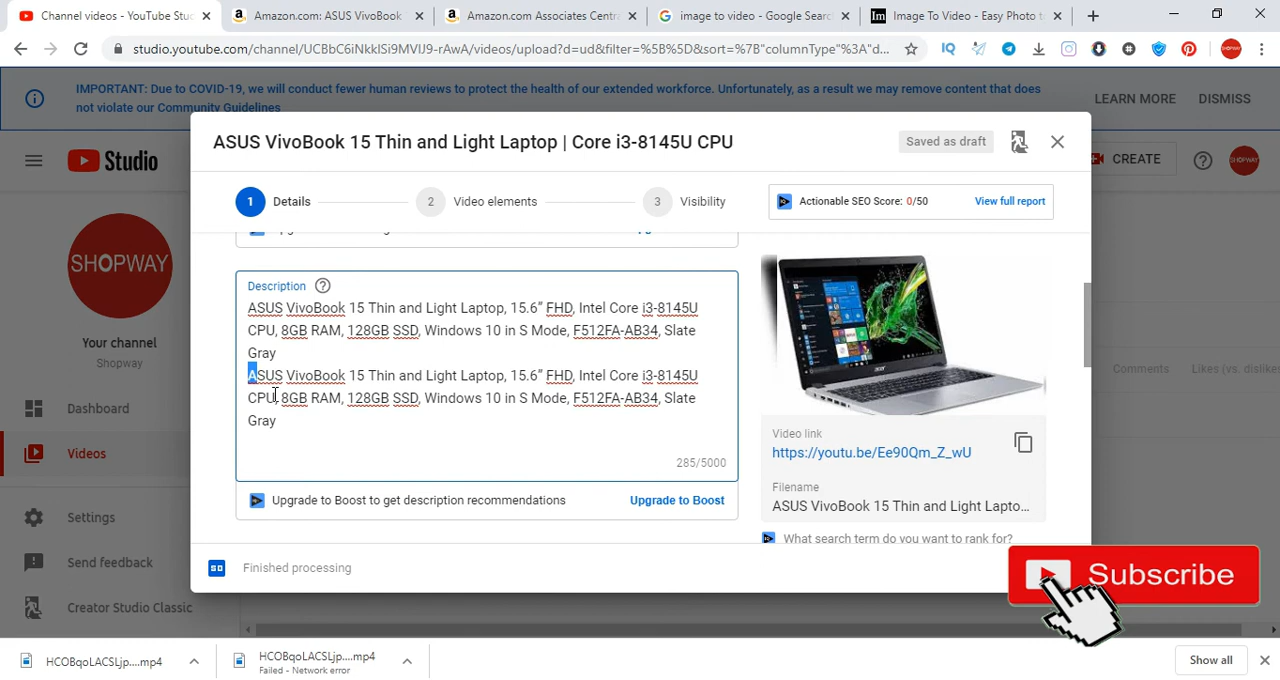 Channel videos - YouTube Stud
Amazon.com: ASUS VivoBook
Amazon.com Associates Centr
image to video - Google Searc
Image To Video - Easy Photo t
studio.youtube.com/channel/UCBbC6iNkkISi9MVIJ9-rAwA/videos/upload?d=ud&filter=%5B%5D&sort=%7B"columnType"%3A"d...
IMPORTANT: Due to COVID-19, we will conduct fewer human reviews to protect the health of our extended workforce. Unfortunately, as a result we may remove content that does
not violate our Community Guidelines
LEARN MORE
DISMISS
Studio
CREATE
SHOPWAY
SHOPWAY
Your channel
Shopway
Dashboard
Videos
Settings
Send feedback
Creator Studio Classic
ASUS VivoBook 15 Thin and Light Laptop | Core i3-8145U CPU
Saved as draft
1 Details
2 Video elements
3 Visibility
Actionable SEO Score: 0/50
View full report
Description
ASUS VivoBook 15 Thin and Light Laptop, 15.6” FHD, Intel Core i3-8145U
CPU, 8GB RAM, 128GB SSD, Windows 10 in S Mode, F512FA-AB34, Slate
Gray
ASUS VivoBook 15 Thin and Light Laptop, 15.6” FHD, Intel Core i3-8145U
CPU, 8GB RAM, 128GB SSD, Windows 10 in S Mode, F512FA-AB34, Slate
Gray
285/5000
Upgrade to Boost to get description recommendations
Upgrade to Boost
acer
Video link
https://youtu.be/Ee90Qm_Z_wU
Filename
ASUS VivoBook 15 Thin and Light Lapto...
What search term do you want to rank for?
Comments
Likes (vs. dislikes
SD
Finished processing
Subscribe
HCOBqoLACSLjp....mp4
HCOBqoLACSLjp....mp4
Failed - Network error
Show all